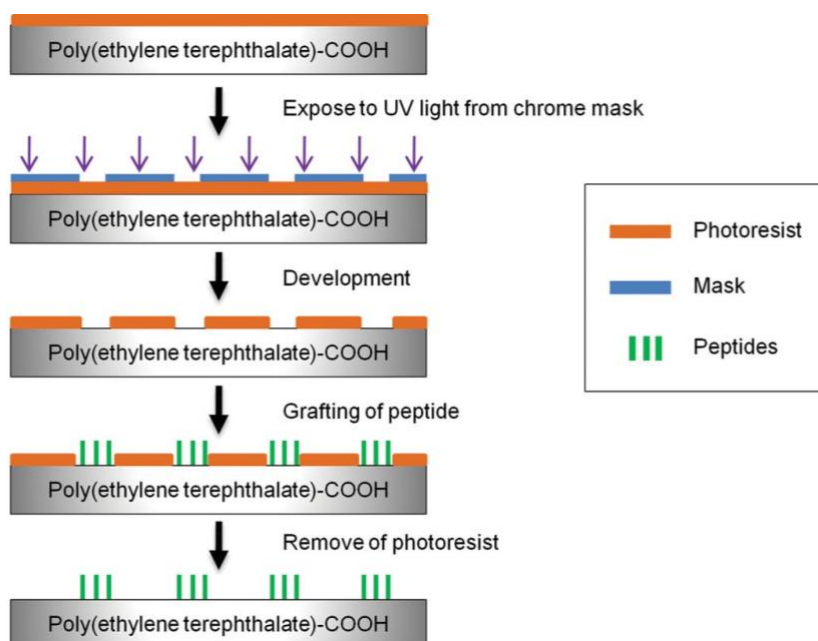 Poly(ethylene terephthalate)-COOH
Expose to UV light from chrome mask
Poly(ethylene terephthalate)-COOH
Development
Poly(ethylene terephthalate)-COOH
Grafting of peptide
Poly(ethylene terephthalate)-COOH
Remove of photoresist
Poly(ethylene terephthalate)-COOH
Photoresist
Mask
Peptides